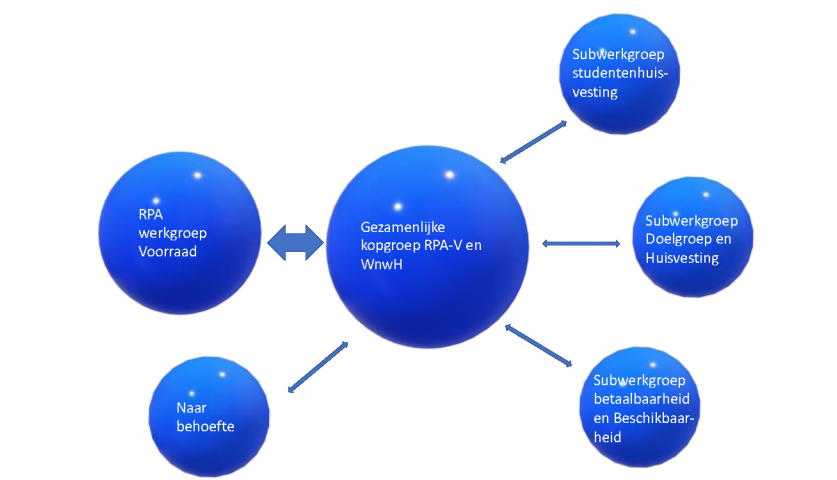 Subwerkgroep
studentenhuis-
vesting
RPA
werkgroep
Voorraad
Gezamenlijke
kopgroep RPA-V en
WnwH
Subwerkgroep
Doelgroep en
Huisvesting
Naar
behoefte
Subwerkgroep
betaalbaarheid
en Beschikbaar-
heid